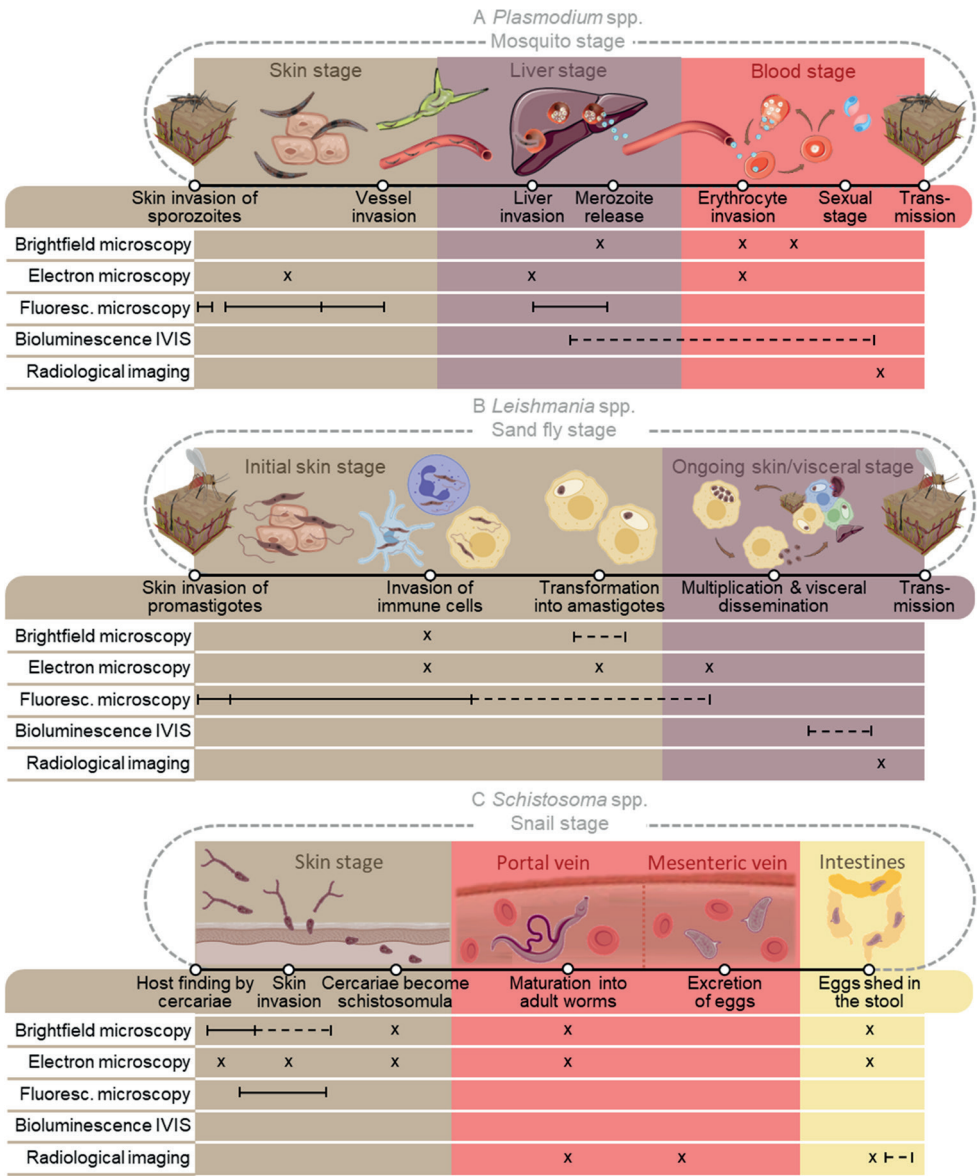 A Plasmodium spp.
Mosquito stage
Skin stage
Liver stage
Blood stage
Skin invasion of
sporozoites
Vessel
invasion
Liver
invasion
Merozoite
release
Erythrocyte
invasion
Sexual
stage
Trans-
mission
Brightfield microscopy
x
x
x
Electron microscopy
x
x
x
Fluoresc. microscopy
Bioluminescence IVIS
Radiological imaging
x
B Leishmania spp.
Sand fly stage
Initial skin stage
Ongoing skin/visceral stage
Skin invasion of
promastigotes
Invasion of
immune cells
Transformation
into amastigotes
Multiplication & visceral
dissemination
Trans-
mission
Brightfield microscopy
x
Electron microscopy
x
x
x
Fluoresc. microscopy
Bioluminescence IVIS
Radiological imaging
x
C Schistosoma spp.
Snail stage
Skin stage
Portal vein
Mesenteric vein
Intestines
Host finding by
cercariae
Skin
invasion
Cercariae become
schistosomula
Maturation into
adult worms
Excretion
of eggs
Eggs shed in
the stool
Brightfield microscopy
x
x
x
Electron microscopy
x
x
x
x
x
Fluoresc. microscopy
Bioluminescence IVIS
Radiological imaging
x
x
x